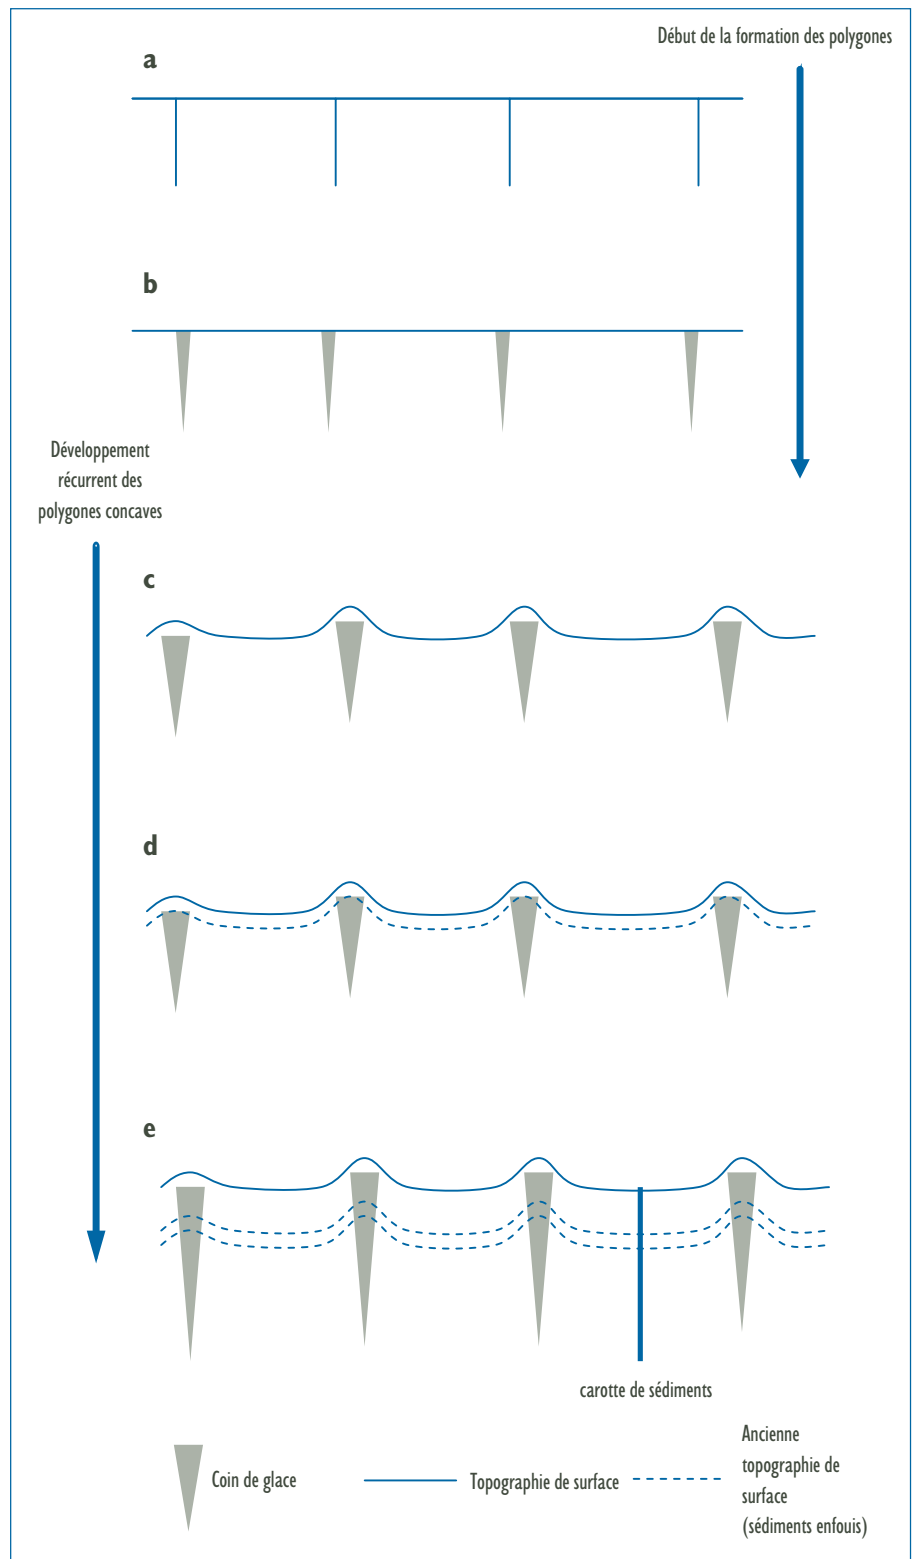 Début de la formation des polygones
a
b
Développement
récurrent des
polygones concaves
c
d
e
carotte de sédiments
Coin de glace
Topographie de surface
Ancienne
topographie de
surface
(sédiments enfouis)